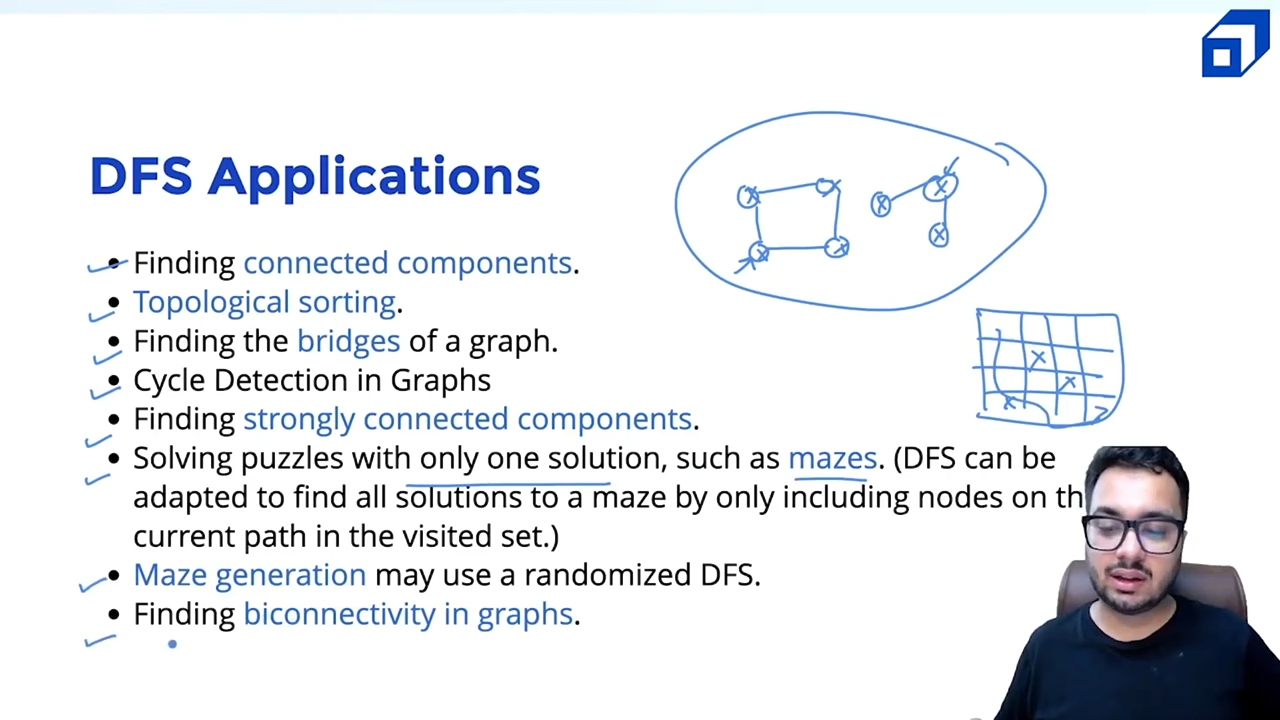 DFS Applications
Finding connected components.
Topological sorting.
Finding the bridges of a graph.
Cycle Detection in Graphs
Finding strongly connected components.
Solving puzzles with only one solution, such as mazes. (DFS can be
adapted to find all solutions to a maze by only including nodes on th
current path in the visited set.)
Maze generation may use a randomized DFS.
Finding biconnectivity in graphs.